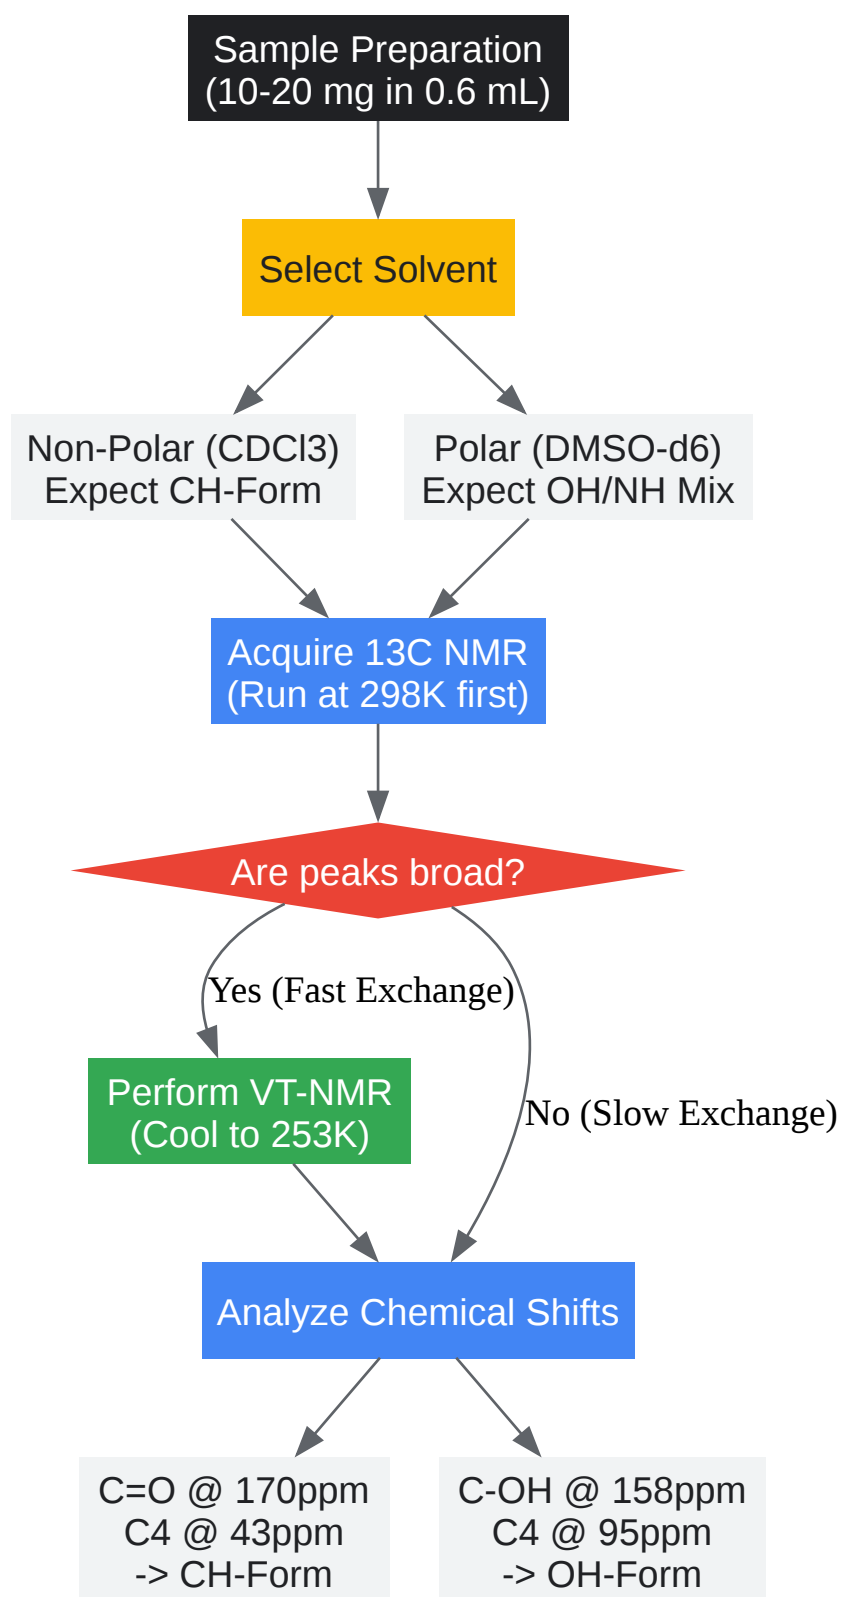 Sample Preparation
(10-20 mg in 0.6 mL)
Select Solvent
Non-Polar (CDCl3)
Expect CH-Form
Polar (DMSO-d6)
Expect OH/NH Mix
Acquire 13C NMR
(Run at 298K first)
Are peaks broad?
Yes (Fast Exchange)
Perform VT-NMR
(Cool to 253K)
No (Slow Exchange)
Analyze Chemical Shifts
C=O @ 170ppm
C4 @ 43ppm
-> CH-Form
C-OH @ 158ppm
C4 @ 95ppm
-> OH-Form